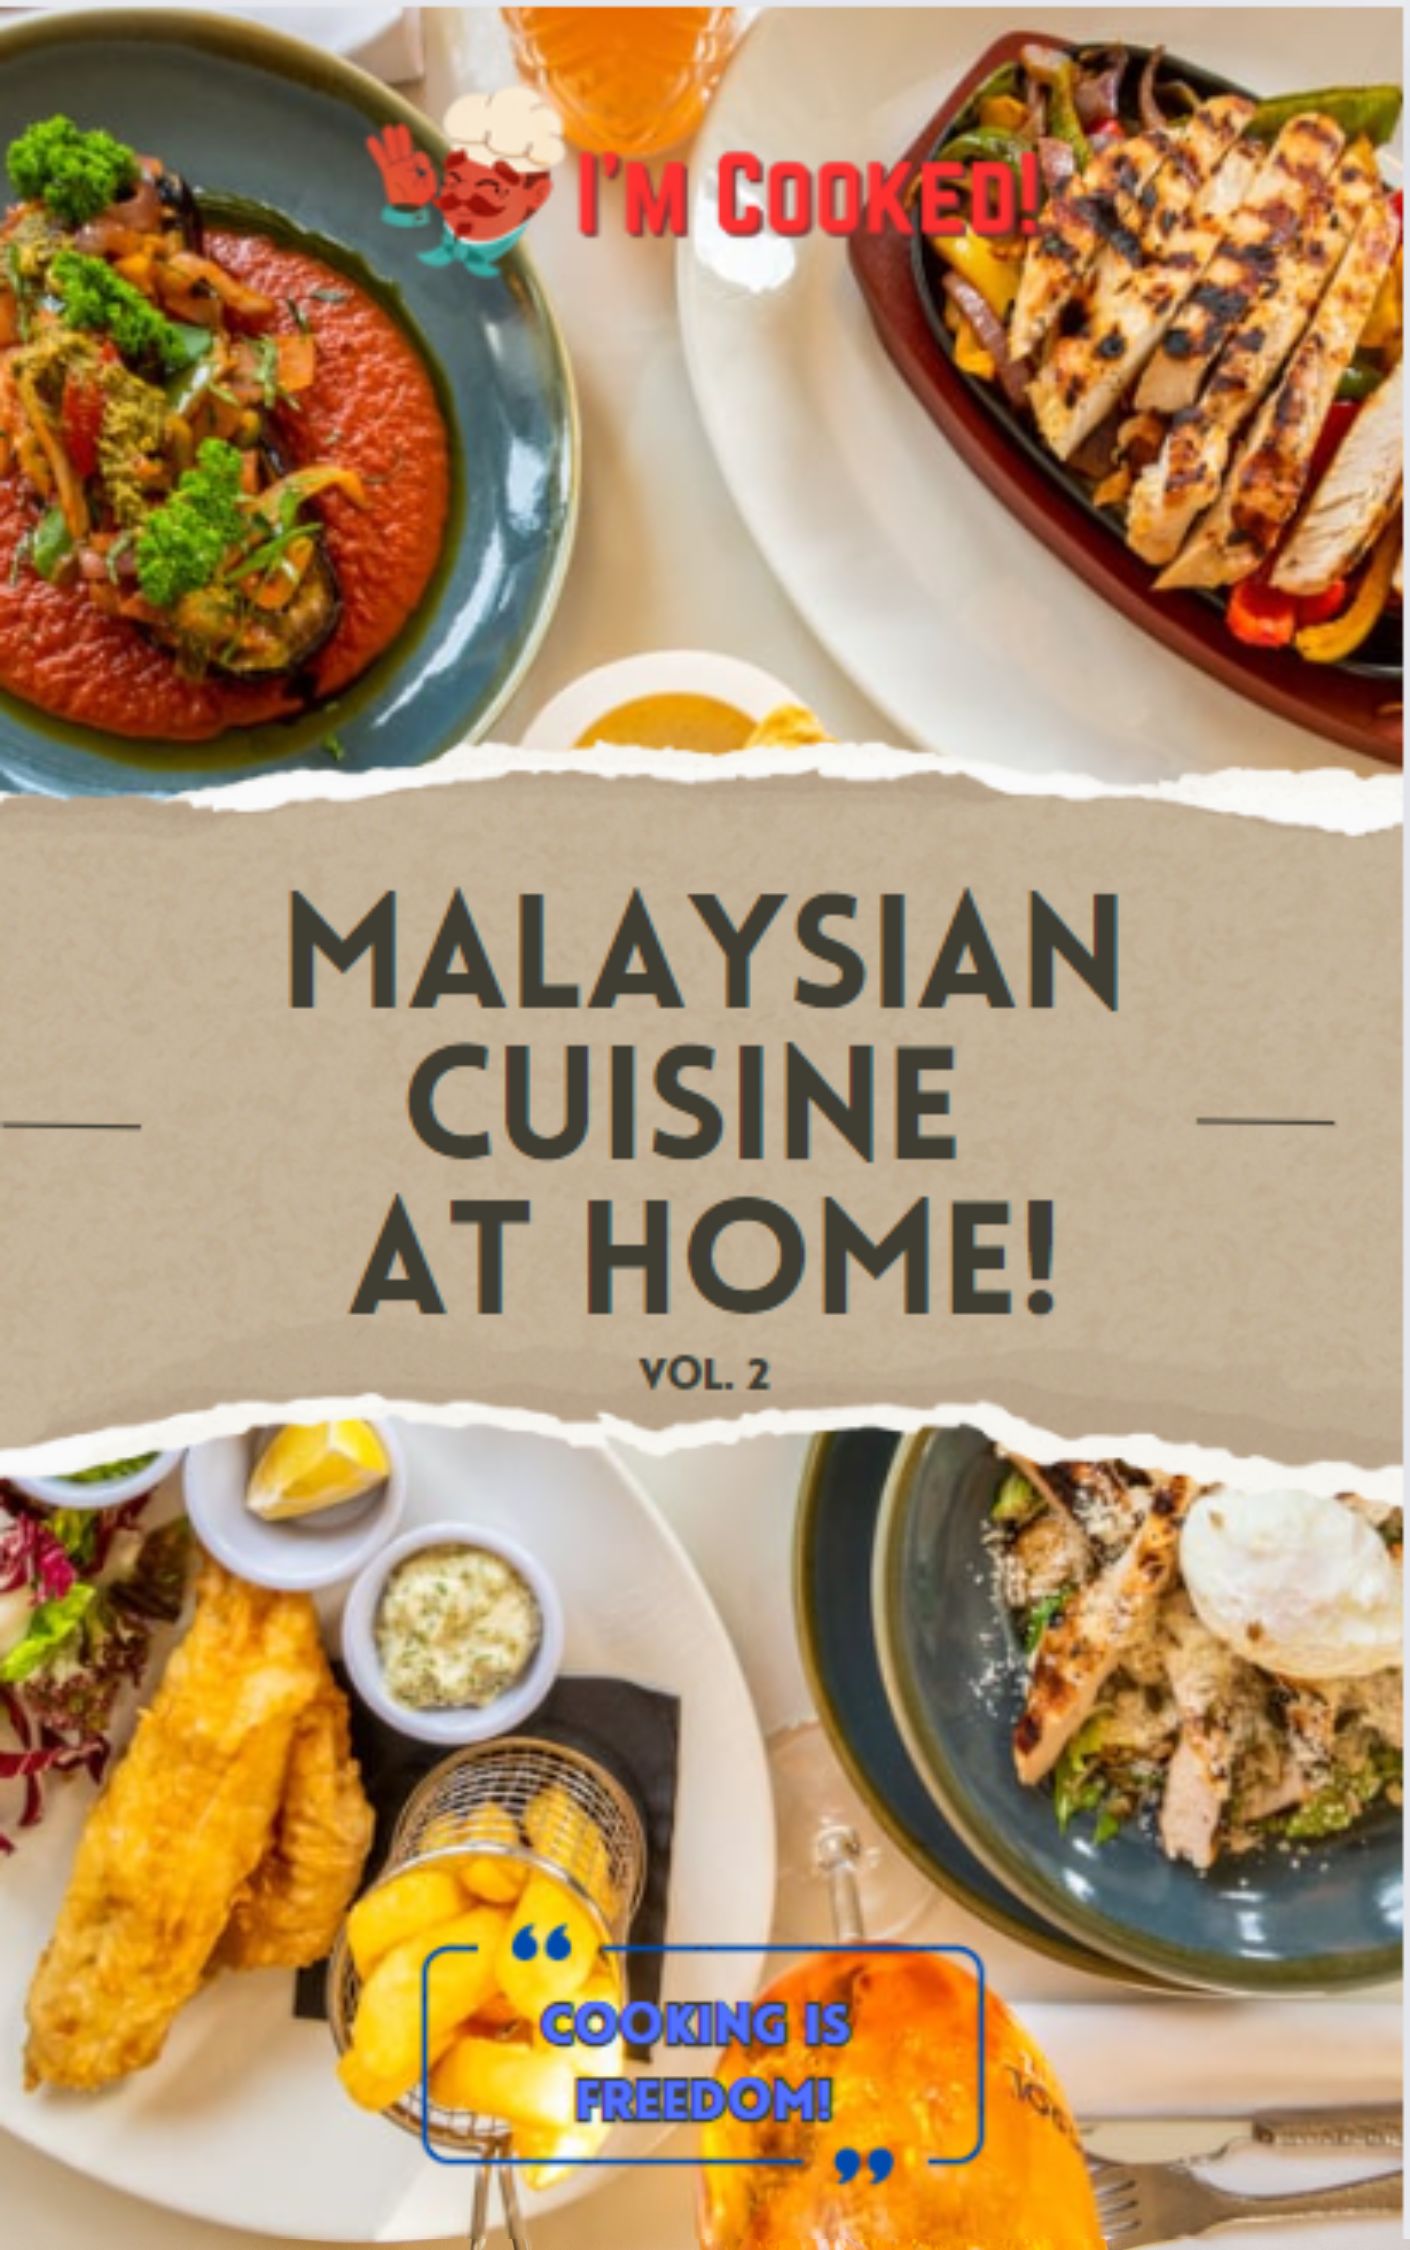 I'M COOKED!
MALAYSIAN
CUISINE
AT HOME!
VOL. 2
“
COOKING IS
FREEDOM!
”